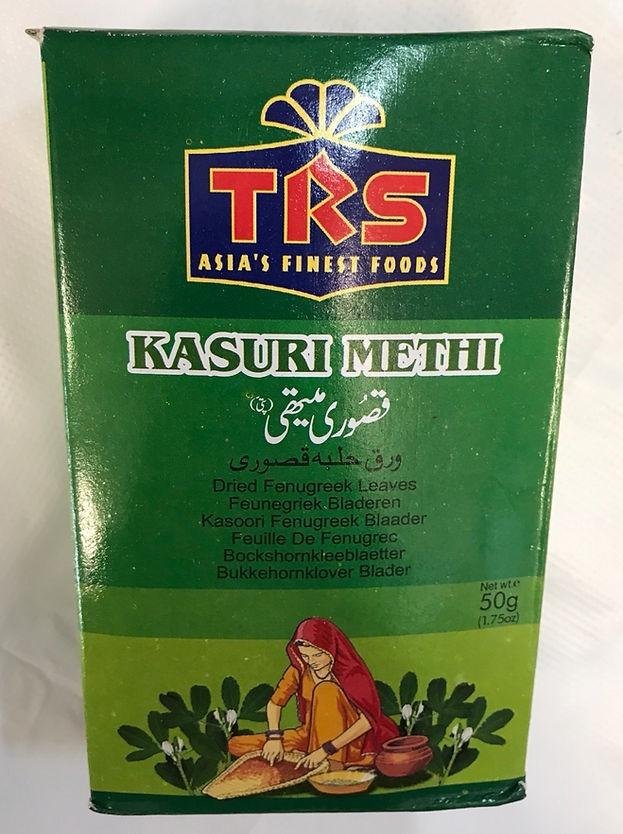 TRS
ASIA'S FINEST FOODS
KASURI METHI
قصوری میتھی (پتی)
ورق حلبه قصوری
Dried Fenugreek Leaves
Feunegriek Bladeren
Kasoori Fenugreek Blaader
Feuille De Fenugrec
Bockshornkleeblaetter
Bukkehornklover Blader
Net wt.e
50g
(1.75oz)